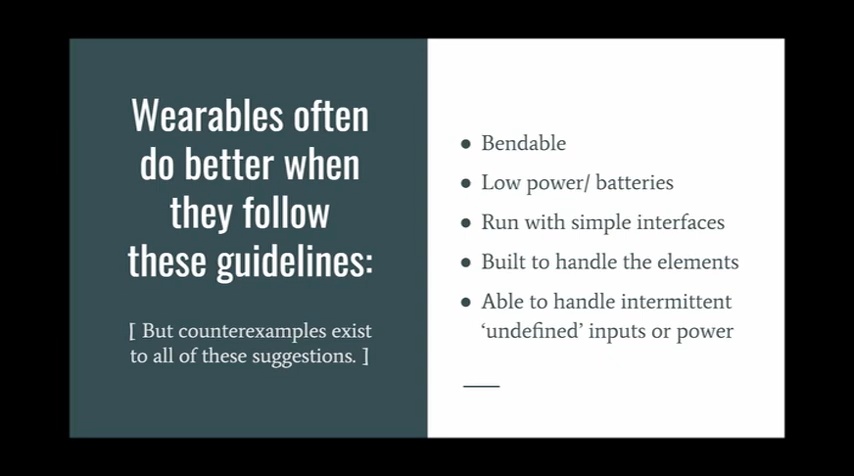 Wearables often
do better when
they follow
these guidelines:
[ But counterexamples exist
to all of these suggestions. ]
● Bendable
● Low power/ batteries
● Run with simple interfaces
● Built to handle the elements
● Able to handle intermittent
‘undefined’ inputs or power